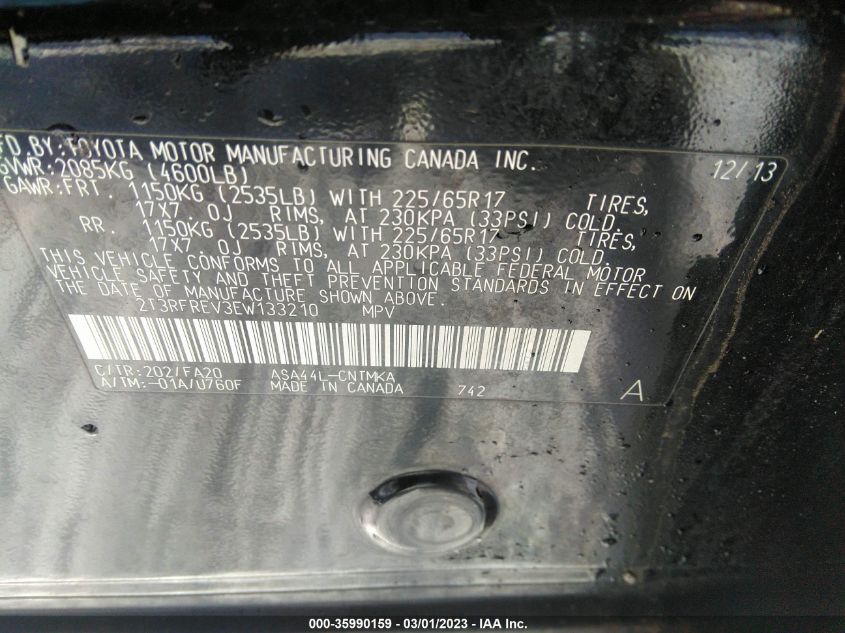 MFD BY:TOYOTA MOTOR MANUFACTURING CANADA INC. 12/13
GVWR:2085KG (4600LB)
GAWR:FRT. 1150KG (2535LB) WITH 225/65R17 TIRES,
17X7.0J RIMS, AT 230KPA (33PSI) COLD.
RR. 1150KG (2535LB) WITH 225/65R17 TIRES,
17X7.0J RIMS, AT 230KPA (33PSI) COLD.
THIS VEHICLE CONFORMS TO ALL APPLICABLE FEDERAL MOTOR
VEHICLE SAFETY AND THEFT PREVENTION STANDARDS IN EFFECT ON
THE DATE OF MANUFACTURE SHOWN ABOVE.
2T3RFREV3EW133210 MPV
C/TR:202/FA20 ASA44L-CNTMKA
A/TM:-01A/U760F MADE IN CANADA 742 A
000-35990159 — 03/01/2023 — IAA Inc.